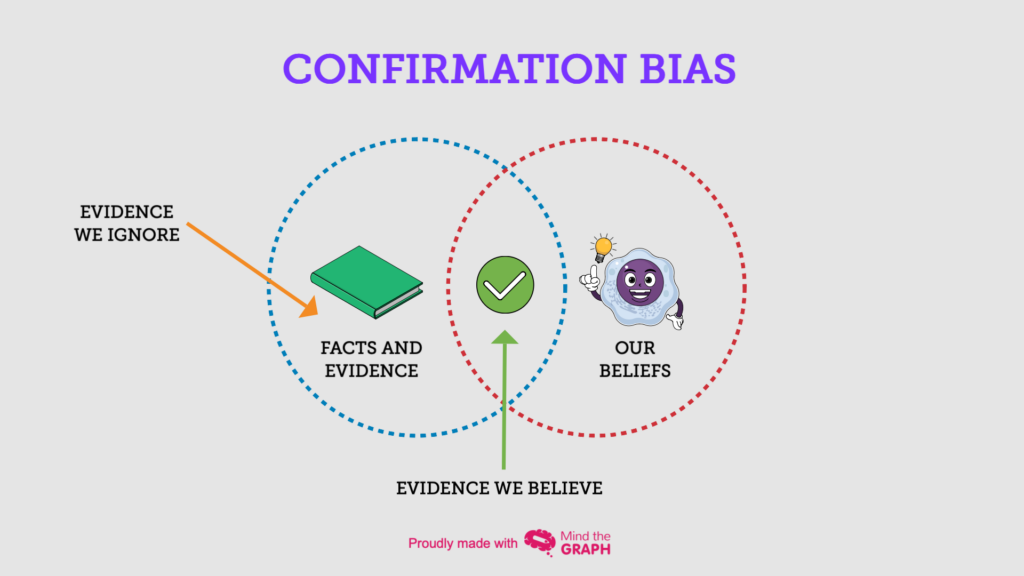 CONFIRMATION BIAS
EVIDENCE
WE IGNORE
FACTS AND
EVIDENCE
OUR
BELIEFS
EVIDENCE WE BELIEVE
Proudly made with
Mind the
GRAPH